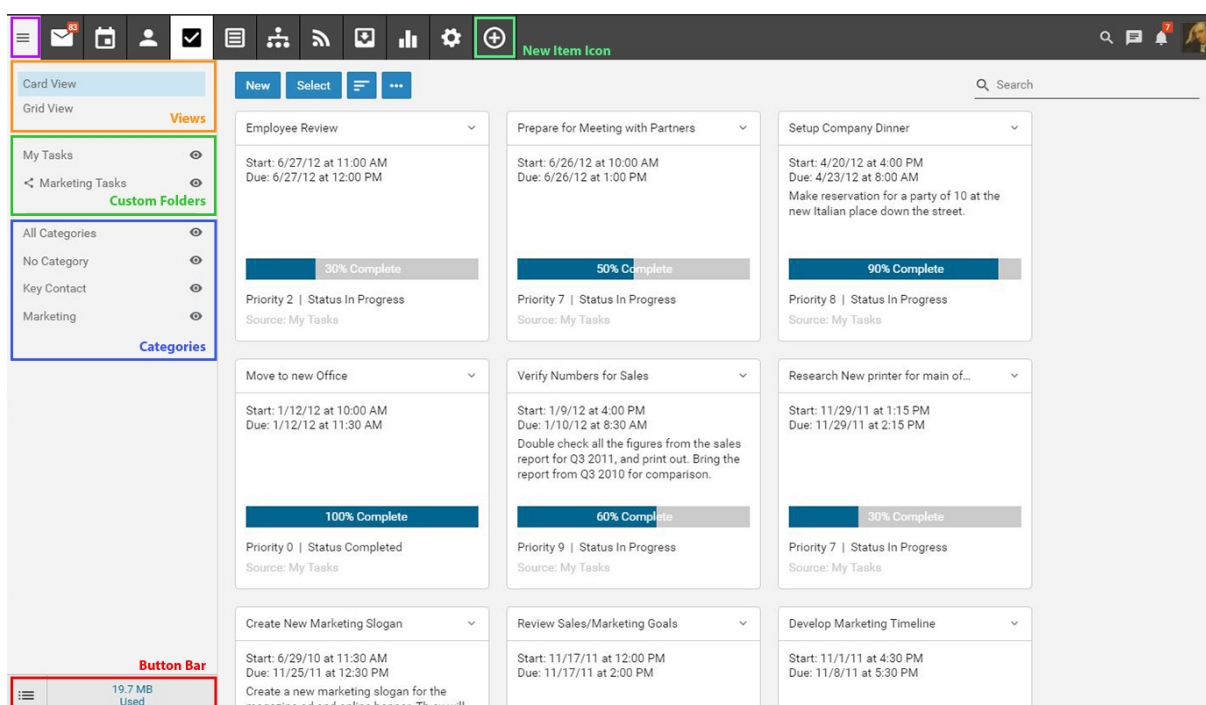 83
7
New Item Icon
Card View
Grid View
Views
My Tasks
Marketing Tasks
Custom Folders
All Categories
No Category
Key Contact
Marketing
Categories
Button Bar
19.7 MB
Used
New
Select
Search
Employee Review
Start: 6/27/12 at 11:00 AM
Due: 6/27/12 at 12:00 PM
30% Complete
Priority 2 | Status In Progress
Source: My Tasks
Prepare for Meeting with Partners
Start: 6/26/12 at 10:00 AM
Due: 6/26/12 at 1:00 PM
50% Complete
Priority 7 | Status In Progress
Source: My Tasks
Setup Company Dinner
Start: 4/20/12 at 4:00 PM
Due: 4/23/12 at 8:00 AM
Make reservation for a party of 10 at the
new Italian place down the street.
90% Complete
Priority 8 | Status In Progress
Source: My Tasks
Move to new Office
Start: 1/12/12 at 10:00 AM
Due: 1/12/12 at 11:30 AM
100% Complete
Priority 0 | Status Completed
Source: My Tasks
Verify Numbers for Sales
Start: 1/9/12 at 4:00 PM
Due: 1/10/12 at 8:30 AM
Double check all the figures from the sales
report for Q3 2011, and print out. Bring the
report from Q3 2010 for comparison.
60% Complete
Priority 9 | Status In Progress
Source: My Tasks
Research New printer for main of...
Start: 11/29/11 at 1:15 PM
Due: 11/29/11 at 2:15 PM
30% Complete
Priority 7 | Status In Progress
Source: My Tasks
Create New Marketing Slogan
Start: 6/29/10 at 11:30 AM
Due: 11/25/11 at 12:30 PM
Create a new marketing slogan for the
Review Sales/Marketing Goals
Start: 11/17/11 at 12:00 PM
Due: 11/17/11 at 2:00 PM
Develop Marketing Timeline
Start: 11/1/11 at 4:30 PM
Due: 11/8/11 at 5:30 PM